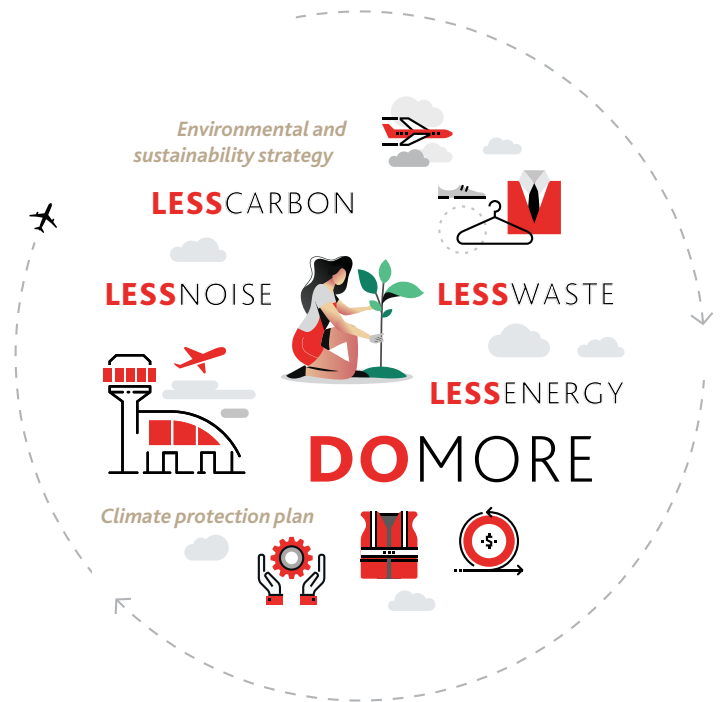 Environmental and
sustainability strategy
LESSCARBON
LESSNOISE
LESSWASTE
LESSENERGY
DOMORE
Climate protection plan
$